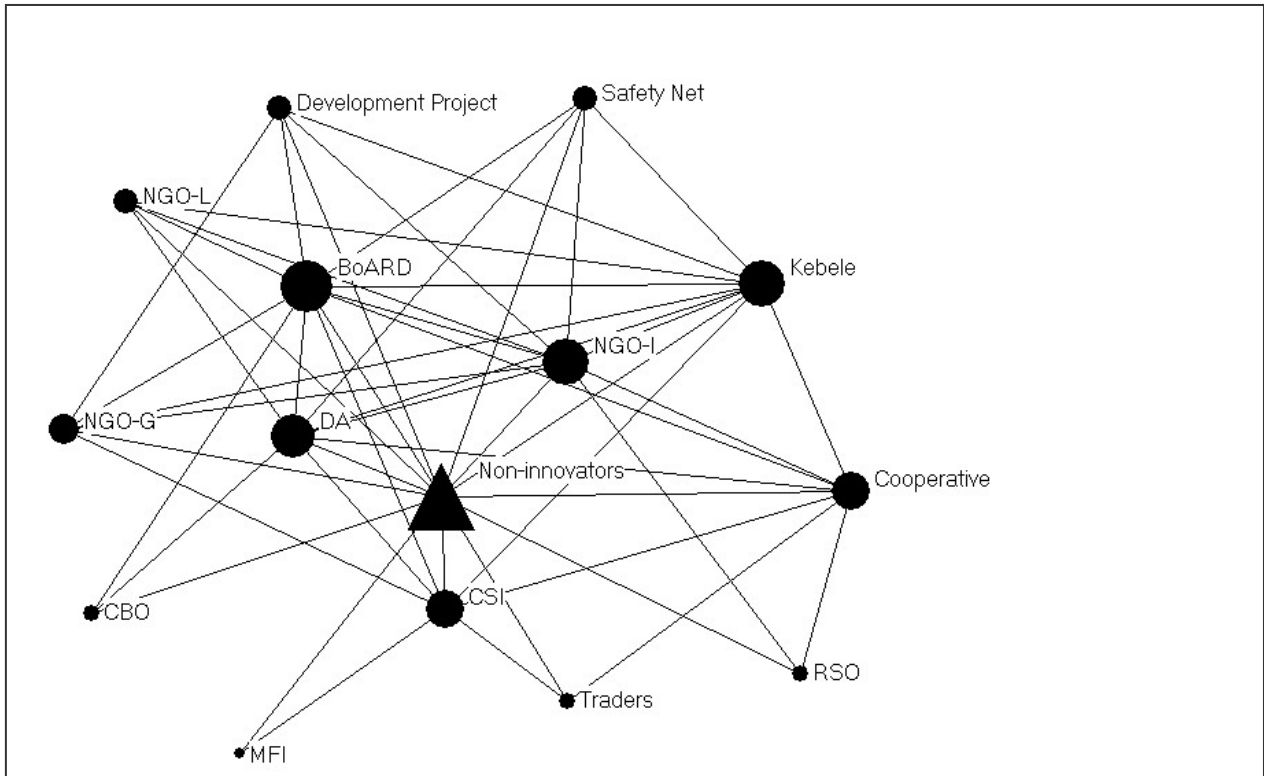 Safety Net
Development Project
NGO-L
BoARD
Kebele
NGO-I
NGO-G
DA
Non-innovators
Cooperative
CSI
CBO
RSO
Traders
MFI